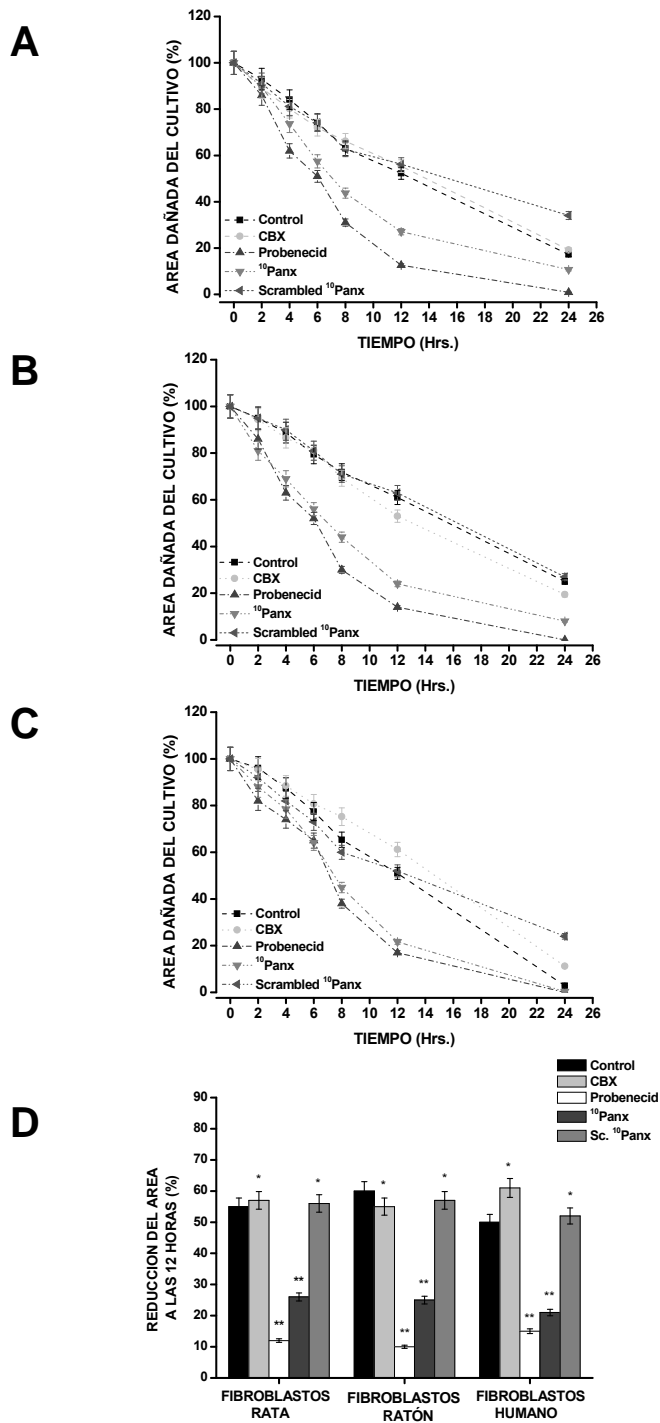 A
AREA DAÑADA DEL CULTIVO (%)
120
100
80
60
40
20
0
Control
CBX
Probenecid
¹⁰Panx
Scrambled ¹⁰Panx
0 2 4 6 8 10 12 14 16 18 20 22 24 26
TIEMPO (Hrs.)
B
AREA DAÑADA DEL CULTIVO (%)
120
100
80
60
40
20
0
Control
CBX
Probenecid
¹⁰Panx
Scrambled ¹⁰Panx
0 2 4 6 8 10 12 14 16 18 20 22 24 26
TIEMPO (Hrs.)
C
AREA DAÑADA DEL CULTIVO (%)
120
100
80
60
40
20
0
Control
CBX
Probenecid
¹⁰Panx
Scrambled ¹⁰Panx
0 2 4 6 8 10 12 14 16 18 20 22 24 26
TIEMPO (Hrs.)
Control
CBX
Probenecid
¹⁰Panx
Sc. ¹⁰Panx
D
REDUCCION DEL AREA
A LAS 12 HORAS (%)
90
80
70
60
50
40
30
20
10
0
* ** ** *
* ** ** *
* ** ** *
FIBROBLASTOS
RATA
FIBROBLASTOS
RATÓN
FIBROBLASTOS
HUMANO